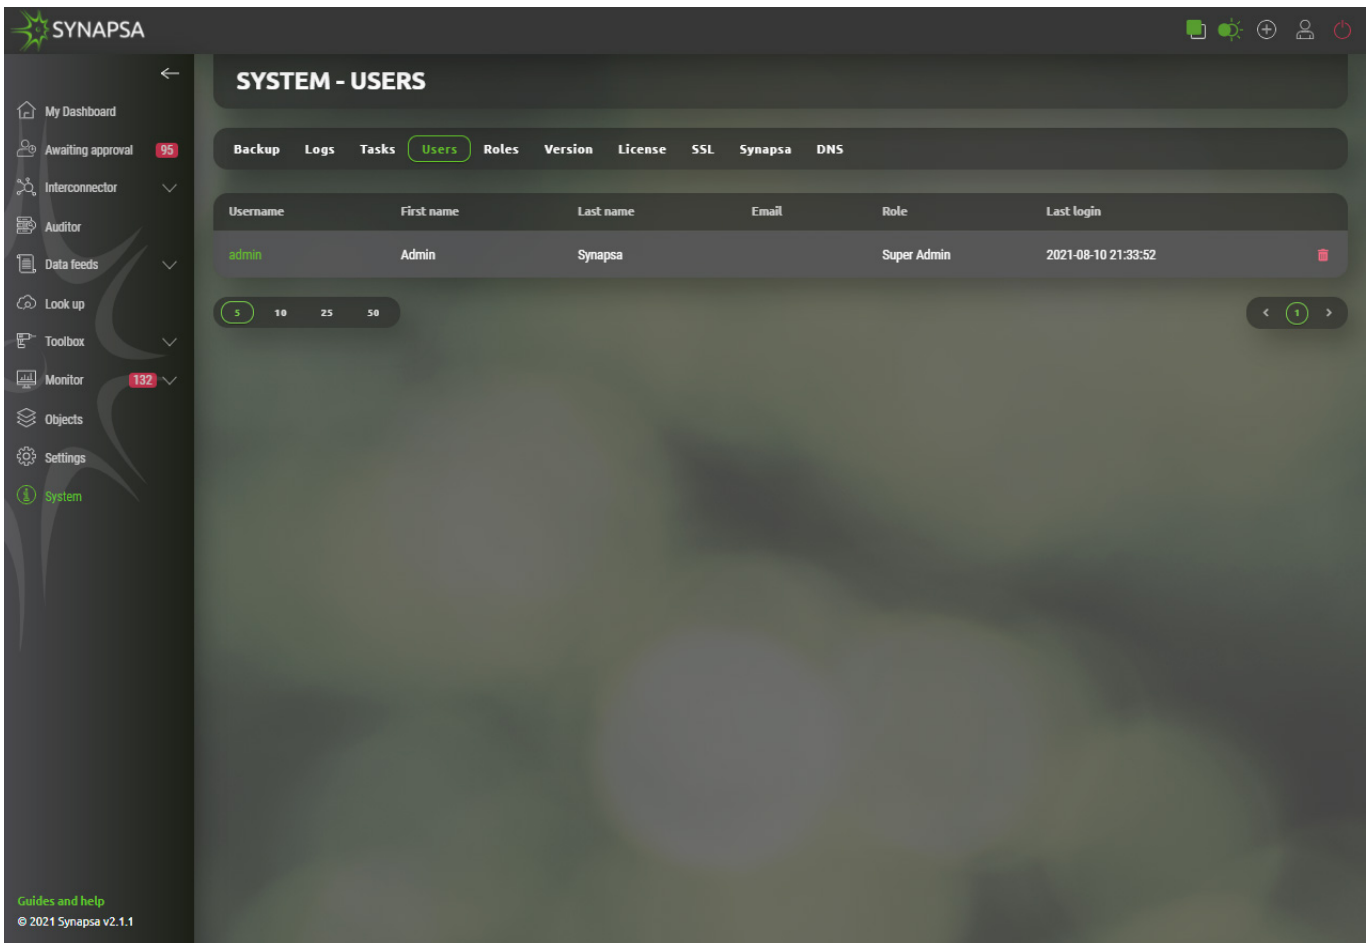 SYNAPSA
SYSTEM - USERS
My Dashboard
Awaiting approval 95
Interconnector
Auditor
Data feeds
Look up
Toolbox
Monitor 132
Objects
Settings
System
Backup Logs Tasks Users Roles Version License SSL Synapsa DNS
Username First name Last name Email Role Last login
admin Admin Synapsa Super Admin 2021-08-10 21:33:52
5 10 25 50
< 1 >
Guides and help
© 2021 Synapsa v2.1.1